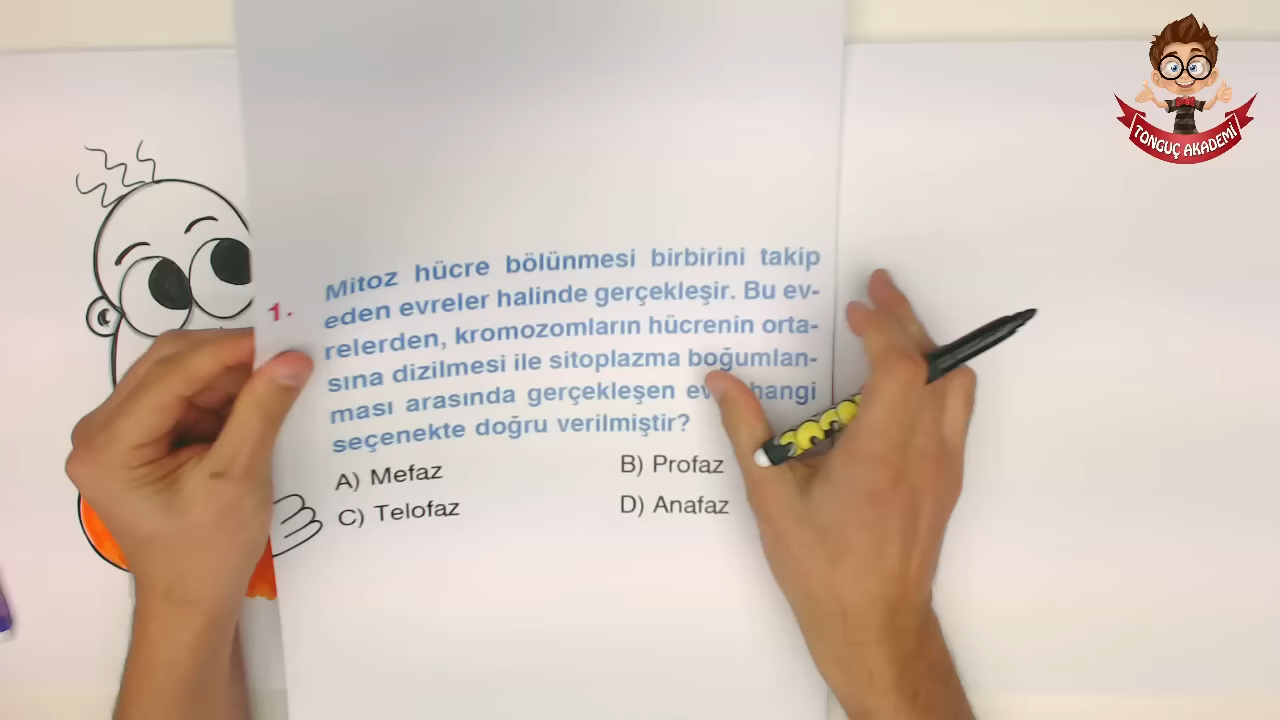 TONGUÇ AKADEMİ
1.
Mitoz hücre bölünmesi birbirini takip
eden evreler halinde gerçekleşir. Bu ev-
relerden, kromozomların hücrenin orta-
sına dizilmesi ile sitoplazma boğumlan-
ması arasında gerçekleşen hangi
seçenekte doğru verilmiştir?
A) Mefaz
B) Profaz
C) Telofaz
D) Anafaz